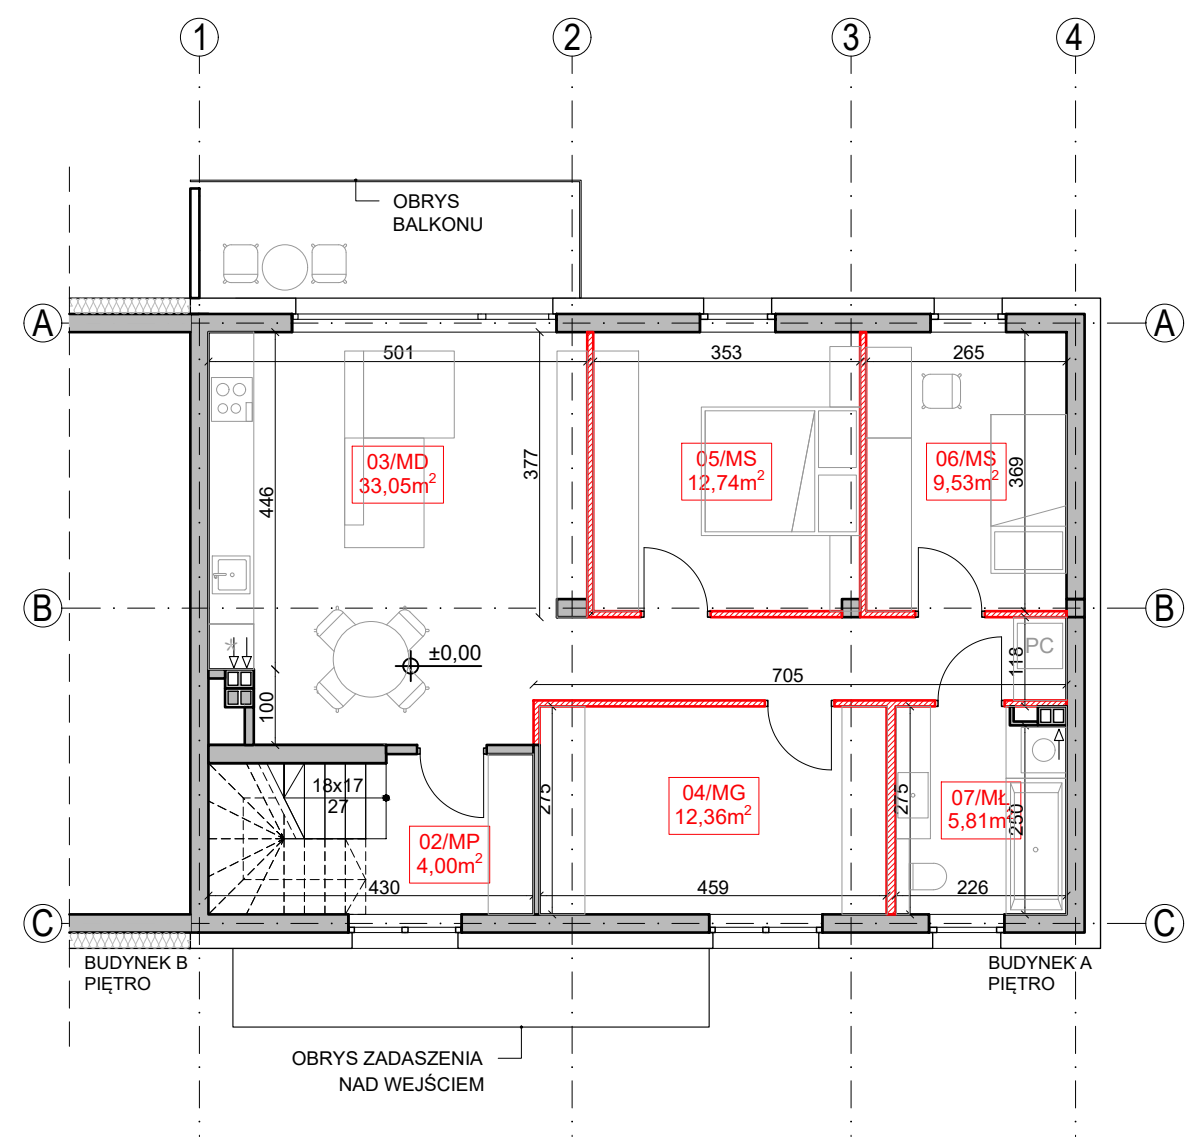 1
2
3
4
OBRYS
BALKONU
A
A
501
353
265
03/MD
33,05m²
377
05/MS
12,74m²
06/MS
9,53m²
369
446
B
B
±0,00
PC
118
705
100
18x17
27
275
04/MG
12,36m²
275
07/MŁ
5,81m²
250
02/MP
4,00m²
430
459
226
C
C
BUDYNEK B
PIĘTRO
BUDYNEK A
PIĘTRO
OBRYS ZADASZENIA
NAD WEJŚCIEM